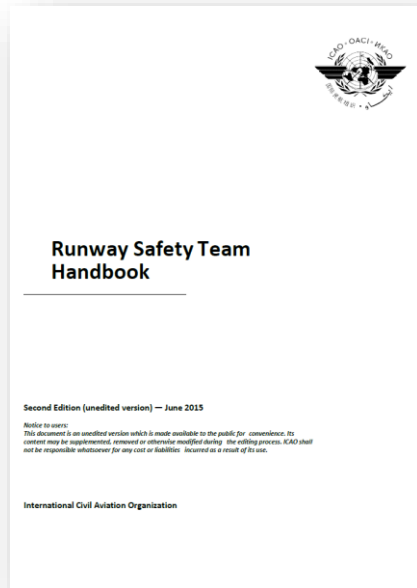 ICAO · OACI · ИКАО
Runway Safety Team
Handbook
Second Edition (unedited version) — June 2015
Notice to users:
This document is an unedited version which is made available to the public for convenience. Its
content may be supplemented, removed or otherwise modified during the editing process. ICAO shall
not be responsible whatsoever for any cost or liabilities incurred as a result of its use.
International Civil Aviation Organization